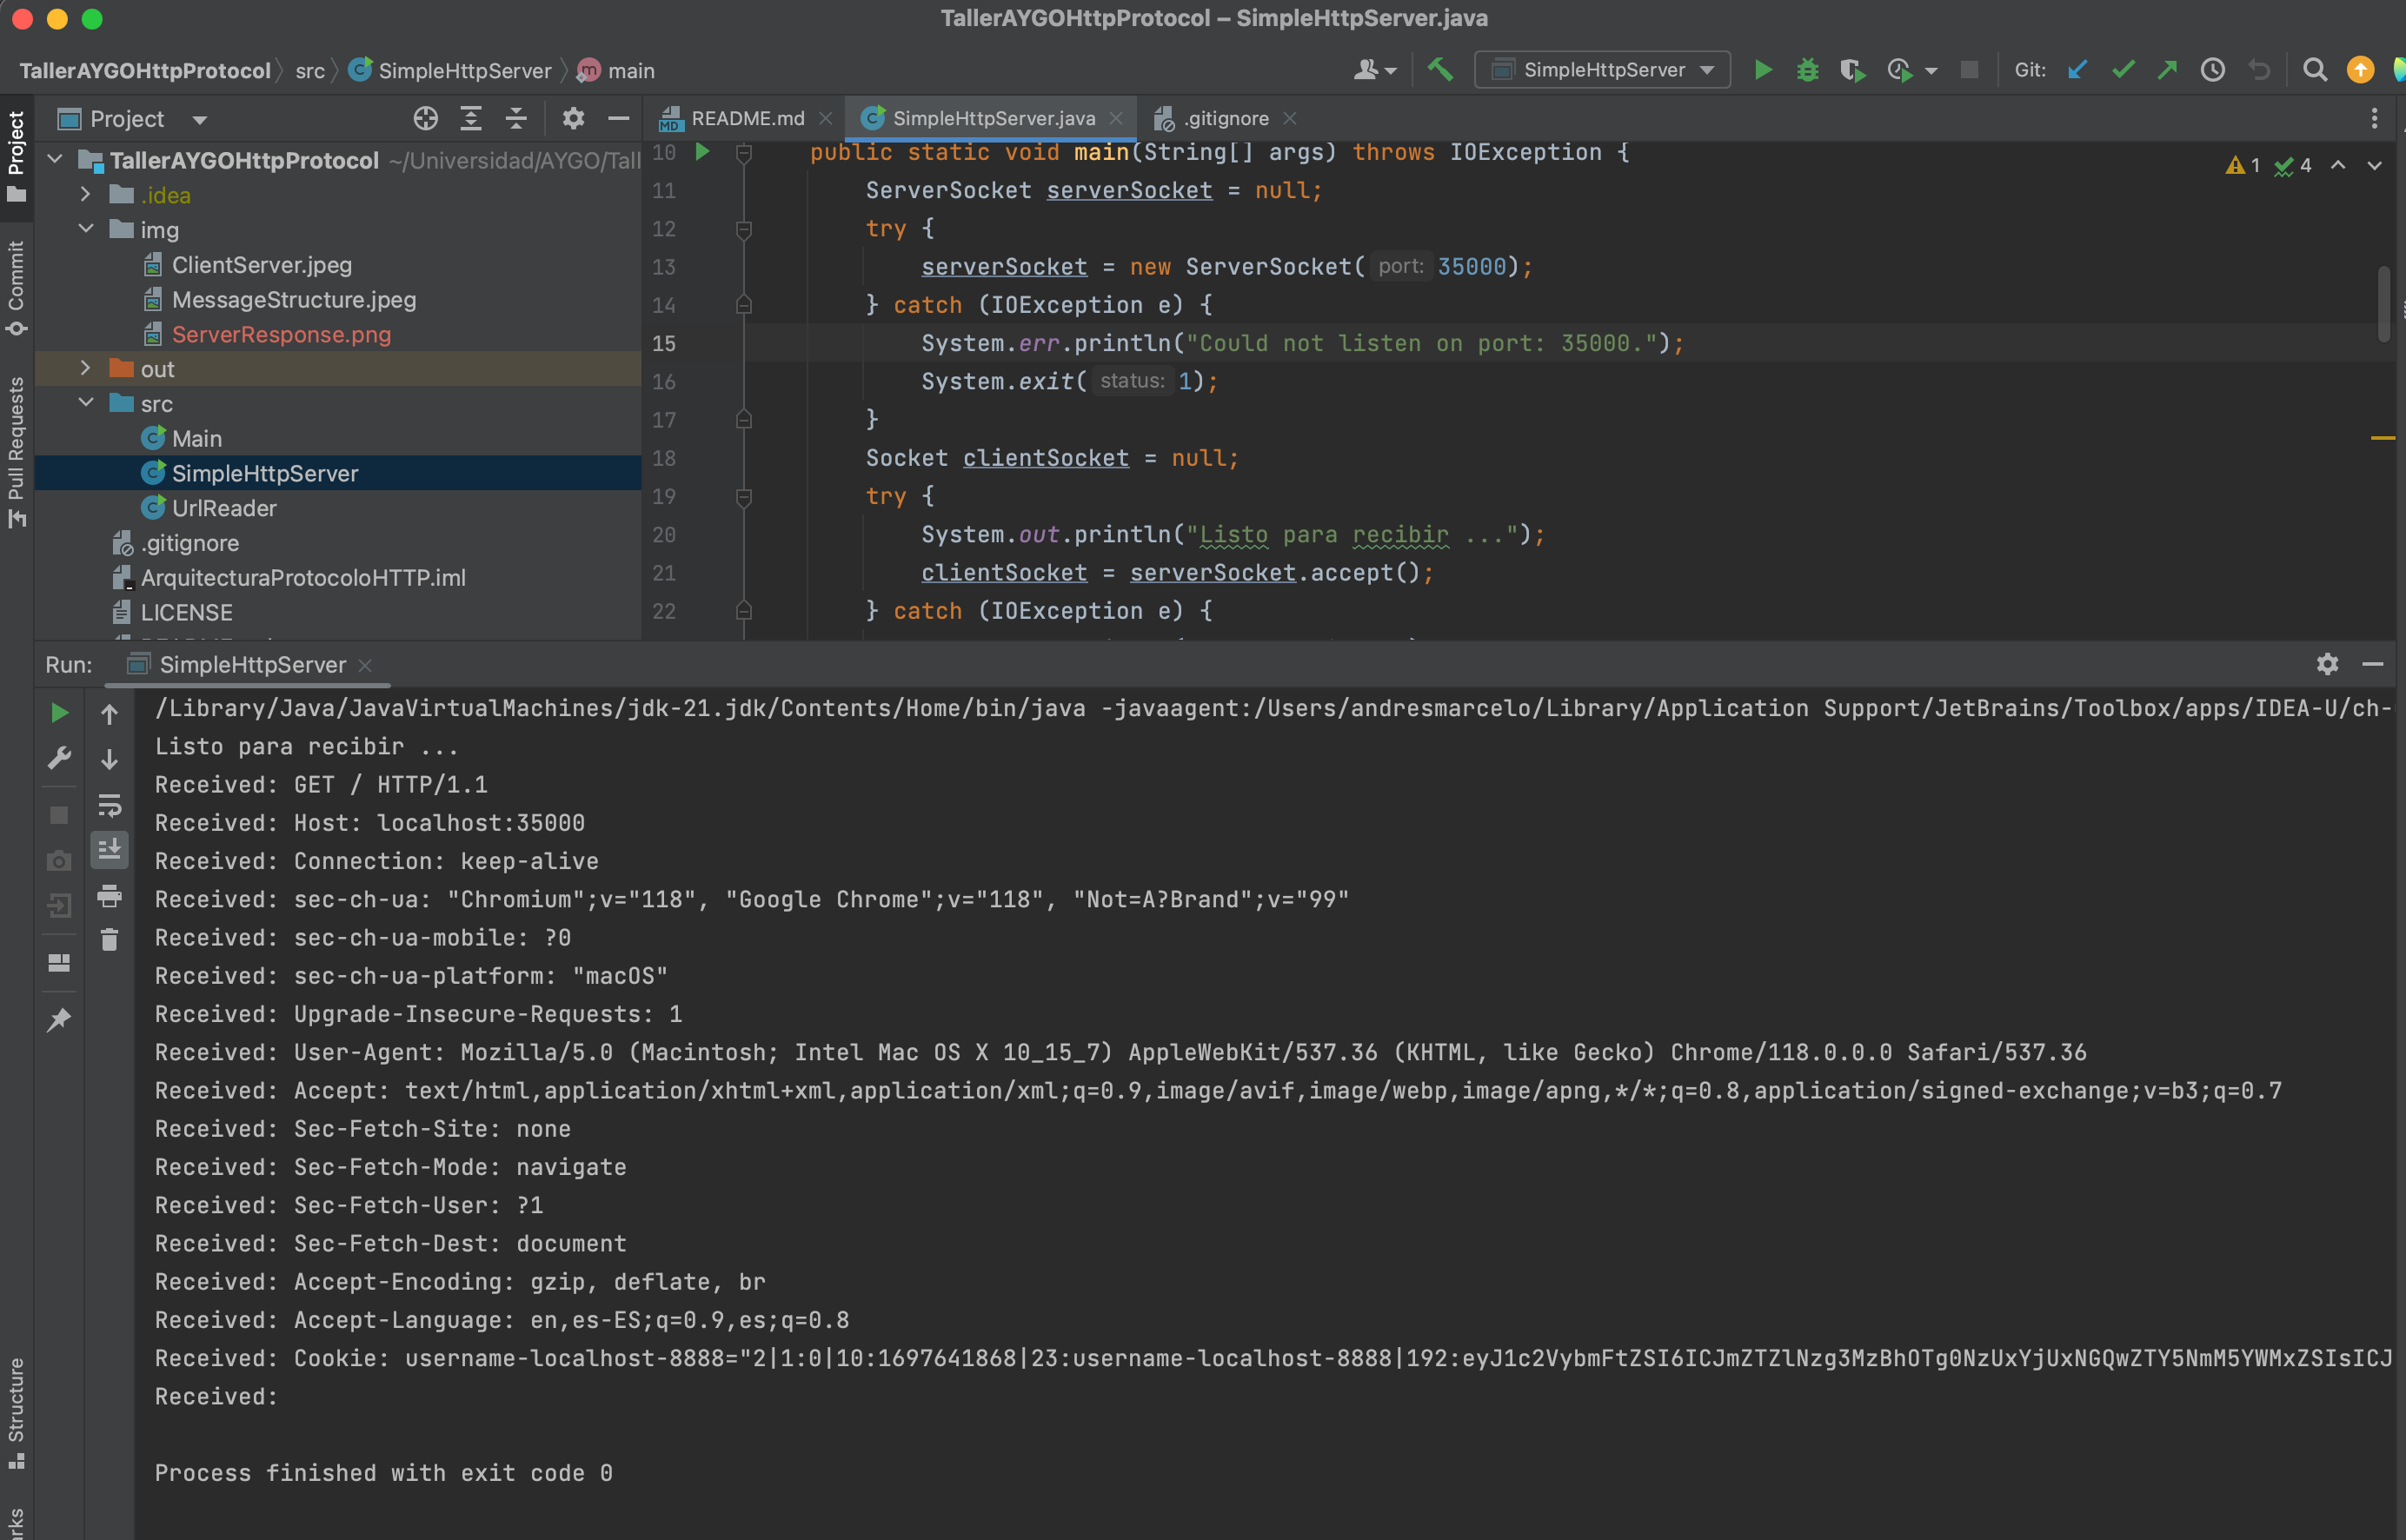 TallerAYGOHttpProtocol – SimpleHttpServer.java
TallerAYGOHttpProtocol src SimpleHttpServer main
SimpleHttpServer
Git:
Project
README.md
SimpleHttpServer.java
.gitignore
Project
Commit
Pull Requests
Structure
TallerAYGOHttpProtocol ~/Universidad/AYGO/Tall
.idea
img
ClientServer.jpeg
MessageStructure.jpeg
ServerResponse.png
out
src
Main
SimpleHttpServer
UrlReader
.gitignore
ArquitecturaProtocoloHTTP.iml
LICENSE
1 4
10 public static void main(String[] args) throws IOException {
11 ServerSocket serverSocket = null;
12 try {
13 serverSocket = new ServerSocket( port: 35000);
14 } catch (IOException e) {
15 System.err.println("Could not listen on port: 35000.");
16 System.exit( status: 1);
17 }
18 Socket clientSocket = null;
19 try {
20 System.out.println("Listo para recibir ...");
21 clientSocket = serverSocket.accept();
22 } catch (IOException e) {
Run: SimpleHttpServer
/Library/Java/JavaVirtualMachines/jdk-21.jdk/Contents/Home/bin/java -javaagent:/Users/andresmarcelo/Library/Application Support/JetBrains/Toolbox/apps/IDEA-U/ch-
Listo para recibir ...
Received: GET / HTTP/1.1
Received: Host: localhost:35000
Received: Connection: keep-alive
Received: sec-ch-ua: "Chromium";v="118", "Google Chrome";v="118", "Not=A?Brand";v="99"
Received: sec-ch-ua-mobile: ?0
Received: sec-ch-ua-platform: "macOS"
Received: Upgrade-Insecure-Requests: 1
Received: User-Agent: Mozilla/5.0 (Macintosh; Intel Mac OS X 10_15_7) AppleWebKit/537.36 (KHTML, like Gecko) Chrome/118.0.0.0 Safari/537.36
Received: Accept: text/html,application/xhtml+xml,application/xml;q=0.9,image/avif,image/webp,image/apng,*/*;q=0.8,application/signed-exchange;v=b3;q=0.7
Received: Sec-Fetch-Site: none
Received: Sec-Fetch-Mode: navigate
Received: Sec-Fetch-User: ?1
Received: Sec-Fetch-Dest: document
Received: Accept-Encoding: gzip, deflate, br
Received: Accept-Language: en,es-ES;q=0.9,es;q=0.8
Received: Cookie: username-localhost-8888="2|1:0|10:1697641868|23:username-localhost-8888|192:eyJ1c2VybmFtZSI6ICJmZTZlNzg3MzBhOTg0NzUxYjUxNGQwZTY5NmM5YWMxZSIsICJ
Received:
Process finished with exit code 0